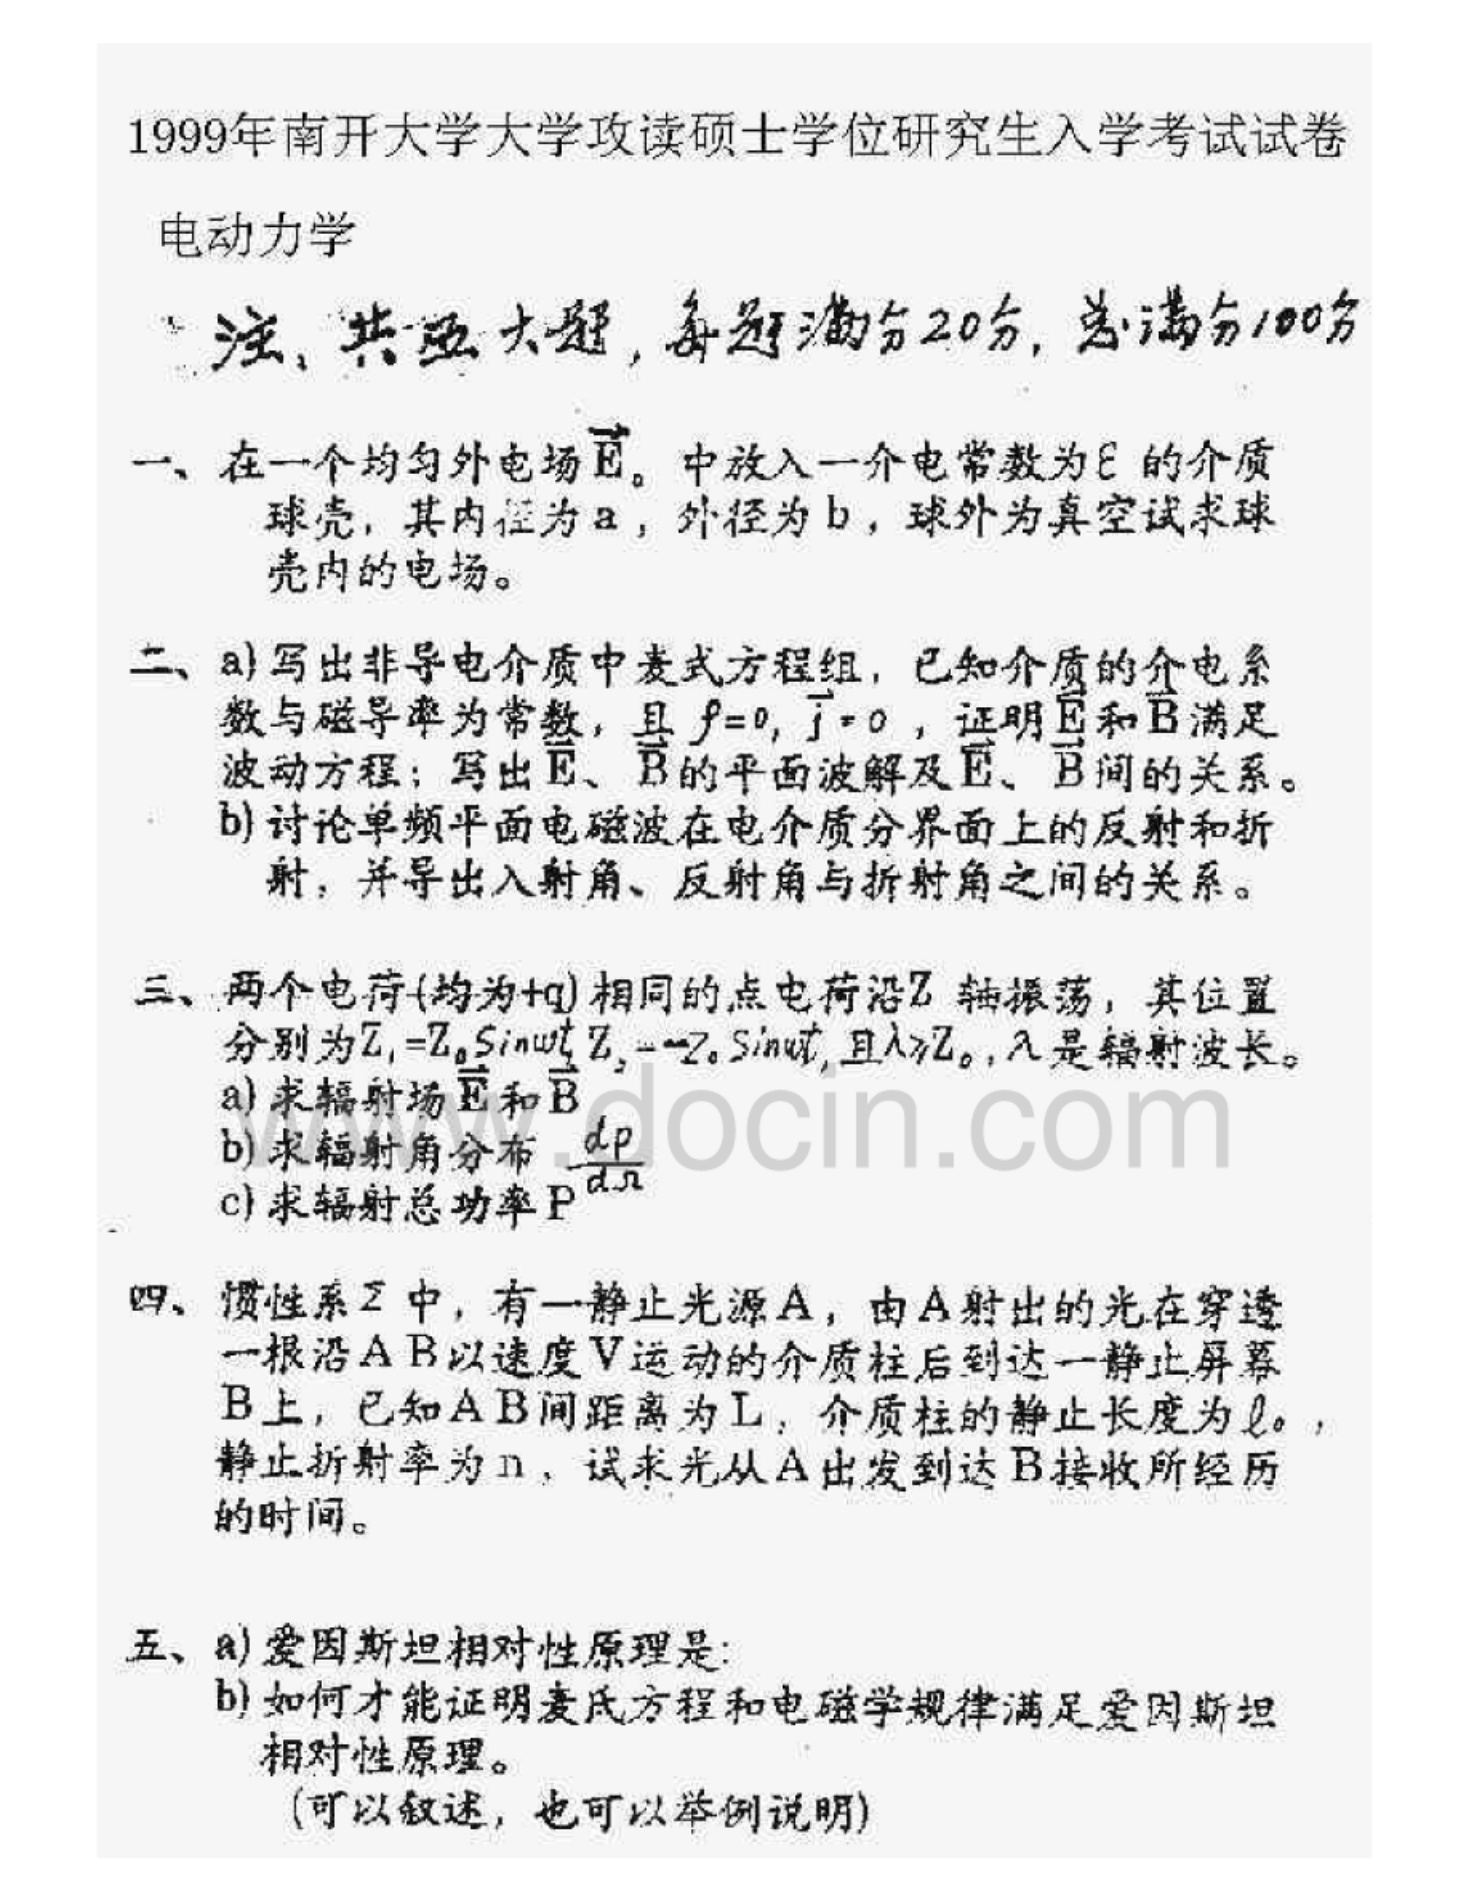 1999年南开大学大学攻读硕士学位研究生入学考试试卷
电动力学
注、共五大题，每题满分20分，总满分100分
一、在一个均匀外电场E⃗。中放入一介电常数为ε的介质
球壳，其内径为a，外径为b，球外为真空试求球
壳内的电场。
二、a)写出非导电介质中麦式方程组，已知介质的介电系
数与磁导率为常数，且ρ=0, j⃗=0，证明E⃗和B⃗满足
波动方程；写出E⃗、B⃗的平面波解及E⃗、B⃗间的关系。
b)讨论单频平面电磁波在电介质分界面上的反射和折
射，并导出入射角、反射角与折射角之间的关系。
三、两个电荷(均为+q)相同的点电荷沿Z轴振荡，其位置
分别为Z₁=Z₀Sinωt, Z₂=-Z₀Sinωt, 且λ≫Z₀, λ是辐射波长。
a)求辐射场E⃗和B⃗
b)求辐射角分布 dp/dΩ
c)求辐射总功率P
www.docin.com
四、惯性系Σ中，有一静止光源A，由A射出的光在穿透
一根沿AB以速度V运动的介质柱后到达一静止屏幕
B上，已知AB间距离为L，介质柱的静止长度为l₀，
静止折射率为n，试求光从A出发到达B接收所经历
的时间。
五、a)爱因斯坦相对性原理是:
b)如何才能证明麦氏方程和电磁学规律满足爱因斯坦
相对性原理。
(可以叙述，也可以举例说明)